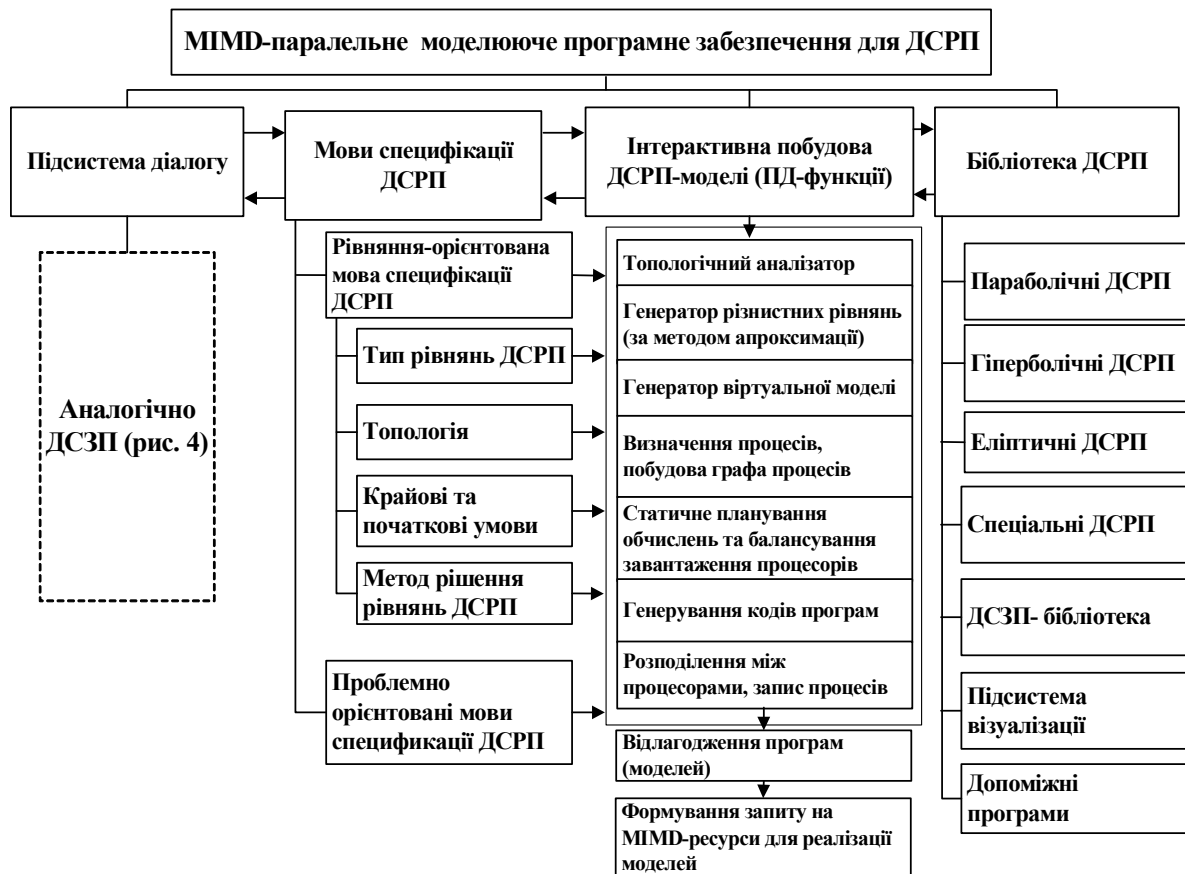 MIMD-паралельне моделююче програмне забезпечення для ДСРП
Підсистема діалогу
Мови специфікації
ДСРП
Інтерактивна побудова
ДСРП-моделі (ПД-функції)
Бібліотека ДСРП
Аналогічно
ДСЗП (рис. 4)
Рівняння-орієнтована
мова специфікації
ДСРП
Тип рівнянь ДСРП
Топологія
Крайові та
початкові умови
Метод рішення
рівнянь ДСРП
Проблемно
орієнтовані мови
спецификації ДСРП
Топологічний аналізатор
Генератор різнистних рівнянь
(за методом апроксимації)
Генератор віртуальної моделі
Визначення процесів,
побудова графа процесів
Статичне планування
обчислень та балансування
завантаження процесорів
Генерування кодів програм
Розподілення між
процесорами, запис процесів
Відлагодження програм
(моделей)
Формування запиту на
MIMD-ресурси для реалізації
моделей
Параболічні ДСРП
Гіперболічні ДСРП
Еліптичні ДСРП
Спеціальні ДСРП
ДСЗП- бібліотека
Підсистема
візуалізації
Допоміжні
програми